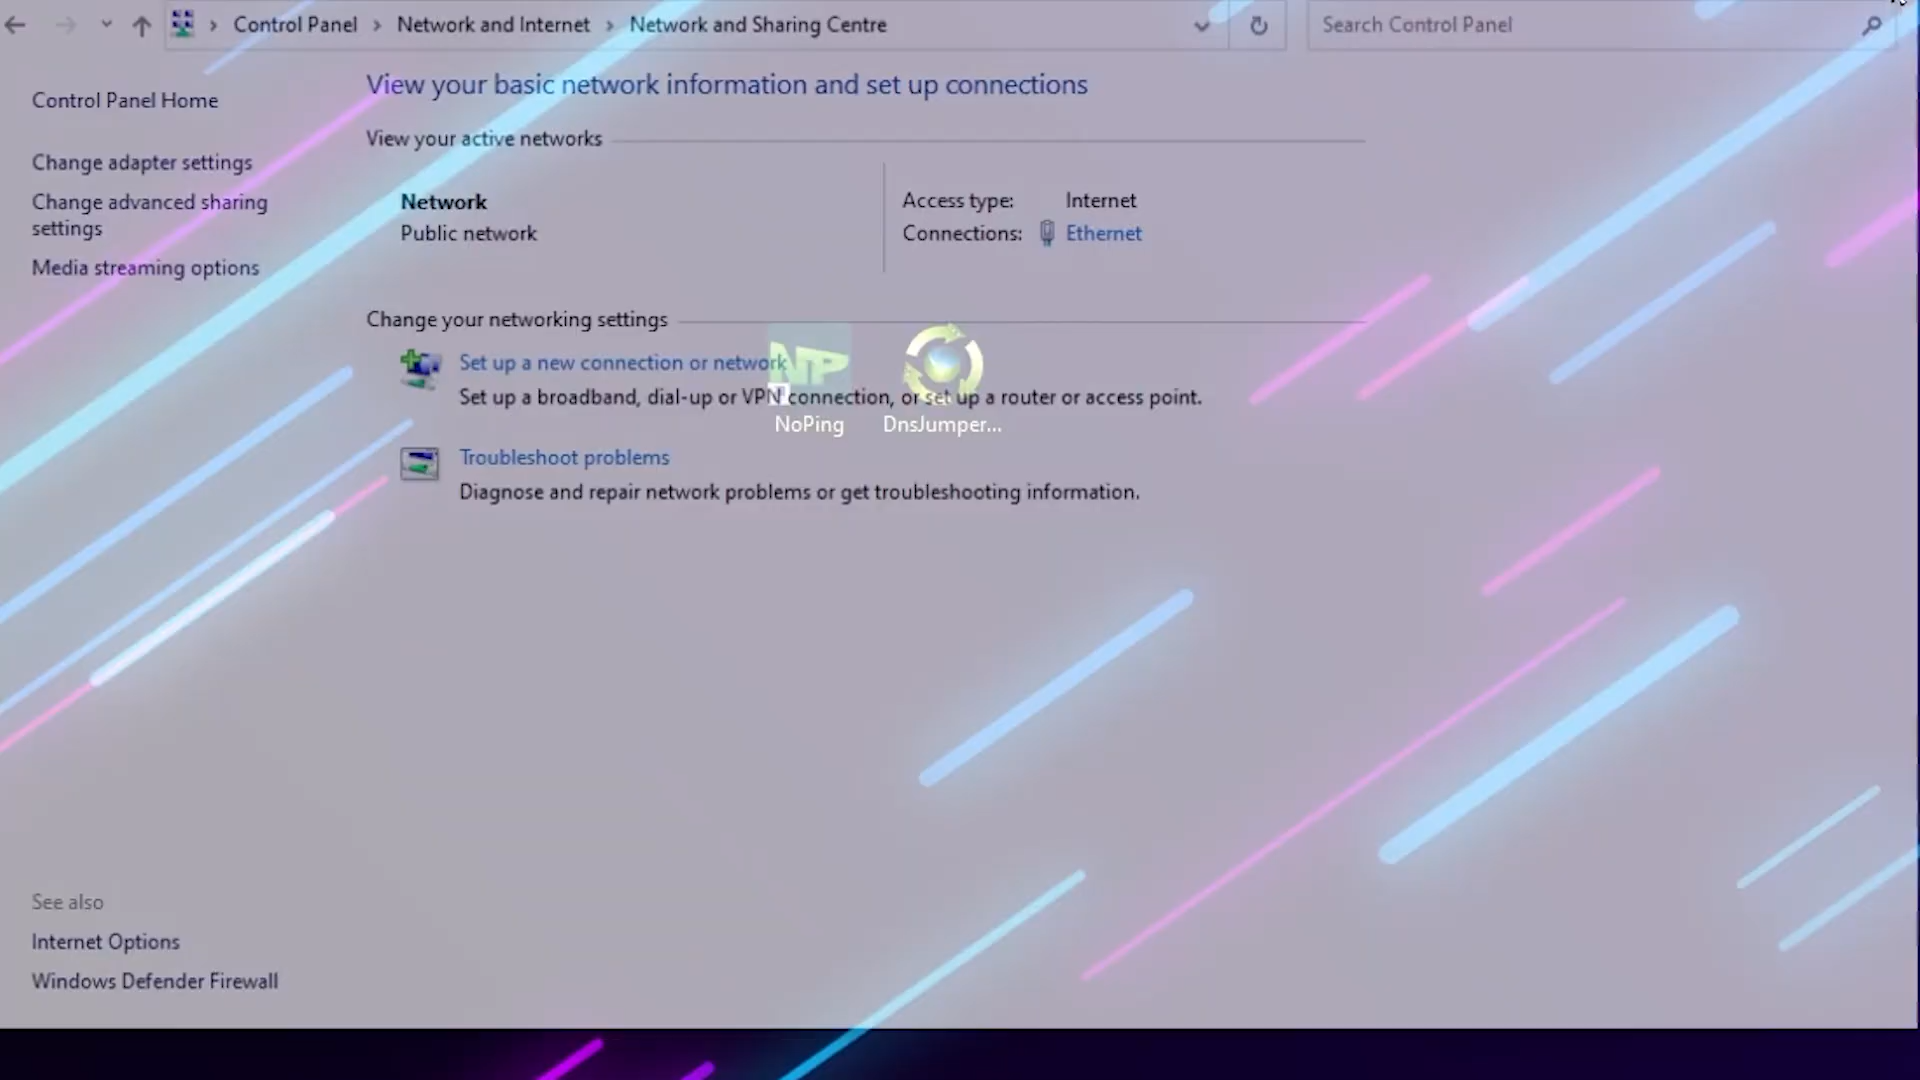 Control Panel > Network and Internet > Network and Sharing Centre
Search Control Panel
Control Panel Home
Change adapter settings
Change advanced sharing
settings
Media streaming options
View your basic network information and set up connections
View your active networks
Network
Public network
Access type: Internet
Connections: Ethernet
Change your networking settings
Set up a new connection or network
Set up a broadband, dial-up or VPN connection, or set up a router or access point.
NP
NoPing
DnsJumper...
Troubleshoot problems
Diagnose and repair network problems or get troubleshooting information.
See also
Internet Options
Windows Defender Firewall